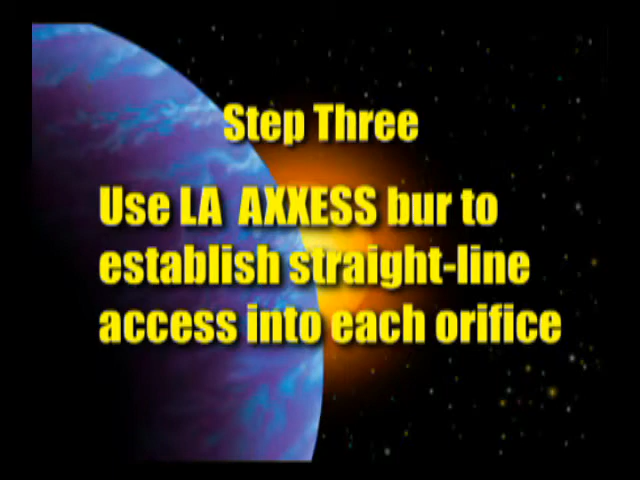 Step Three
Use LA AXXESS bur to
establish straight-line
access into each orifice